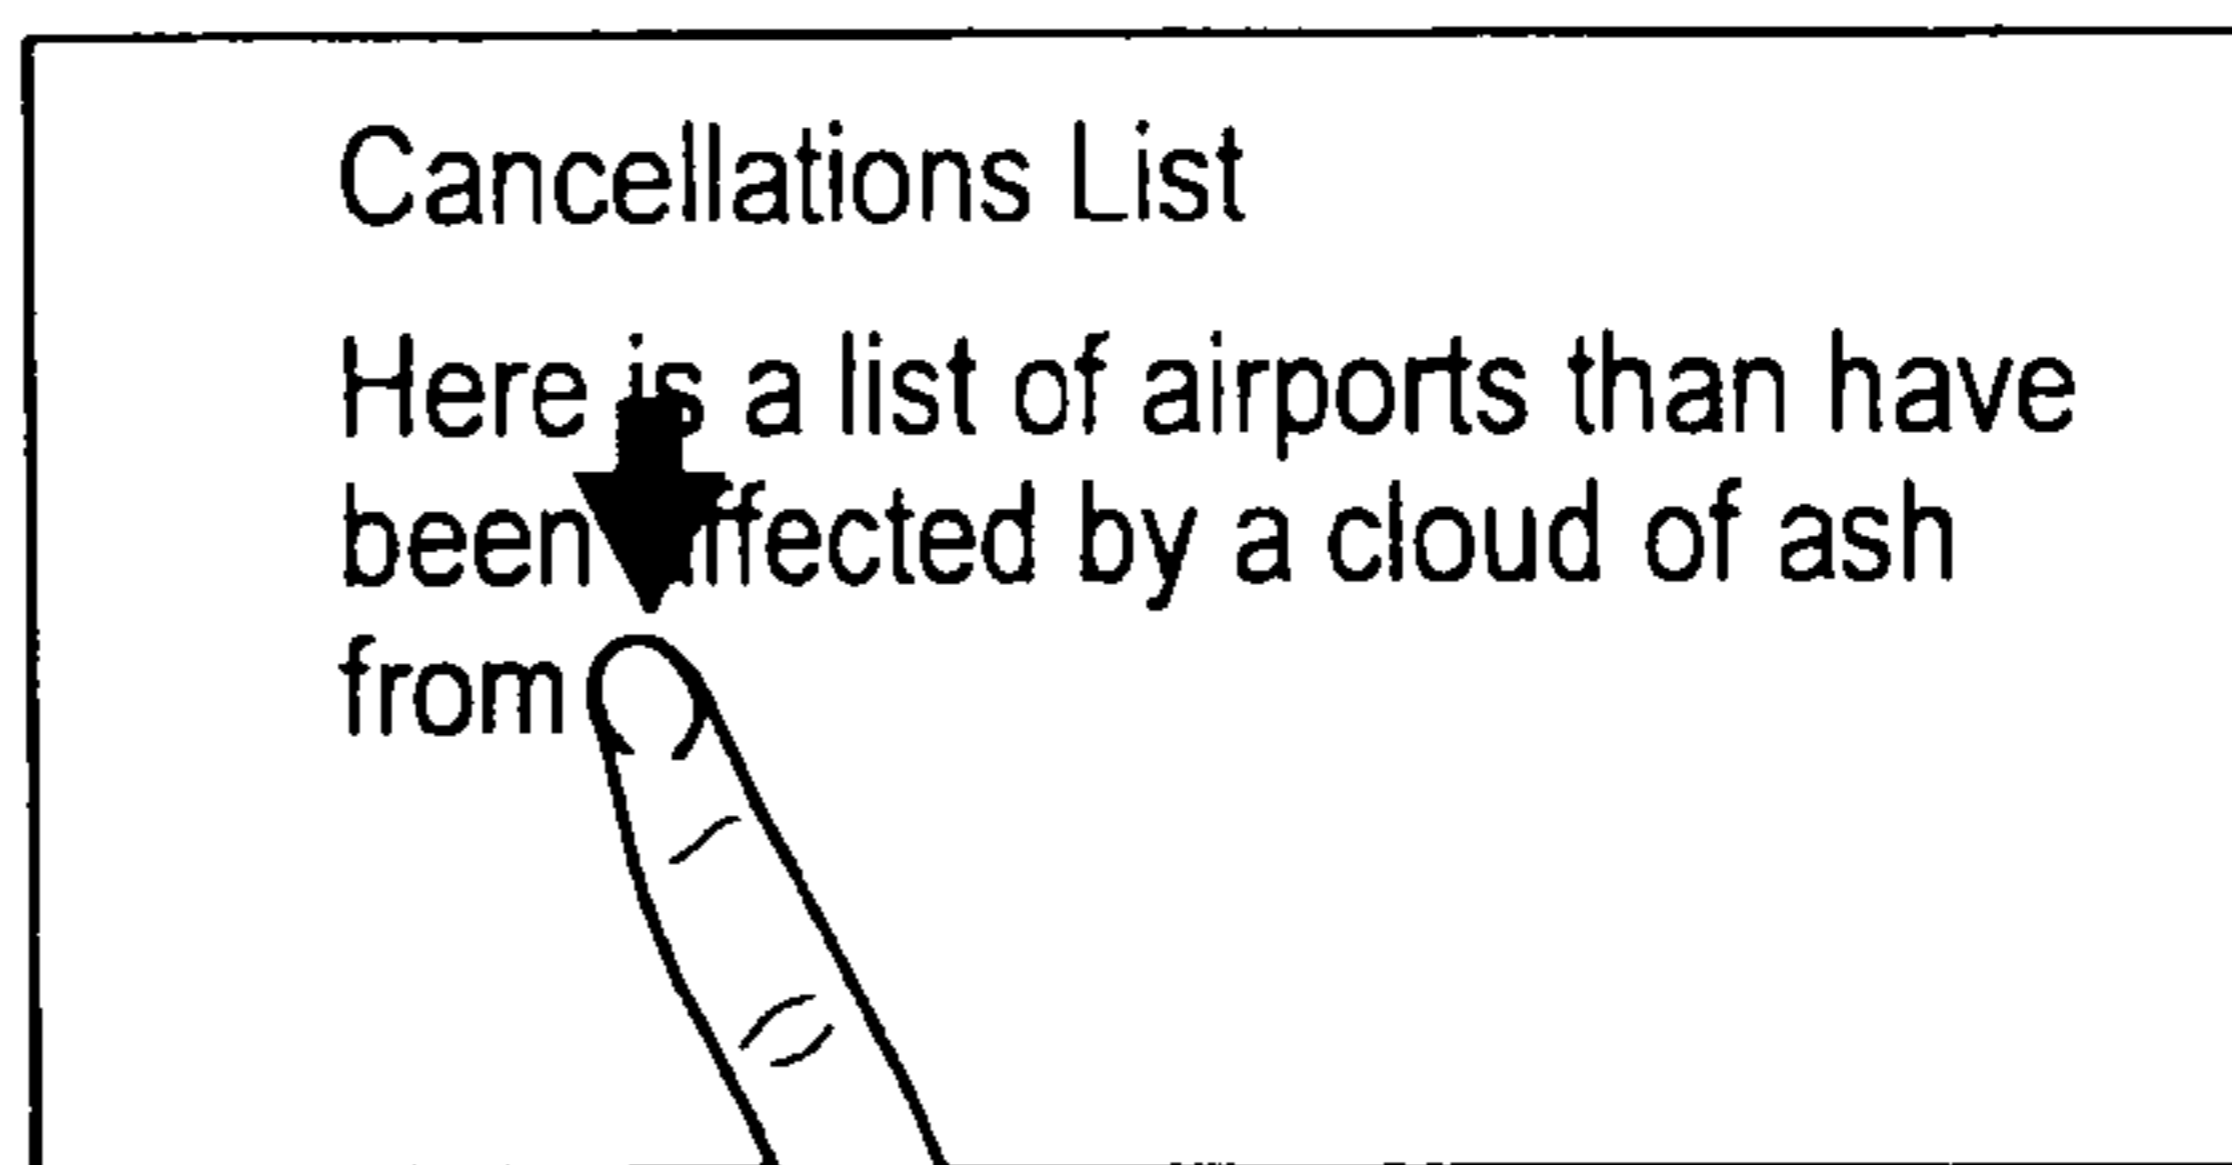 Cancellations List
Here is a list of airports than have
been affected by a cloud of ash
from